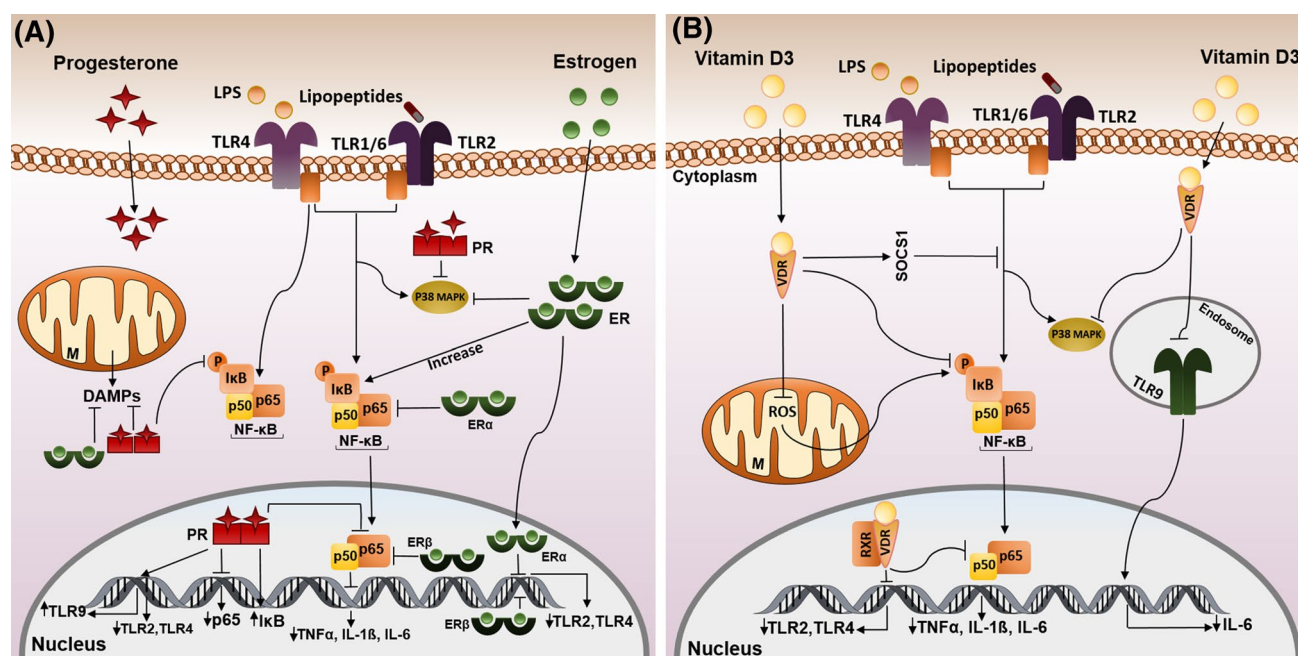 (A)
Progesterone
Estrogen
LPS
Lipopeptides
TLR4
TLR1/6
TLR2
PR
P38 MAPK
ER
Increase
M
DAMPs
P
IκB
p50
p65
NF-κB
P
IκB
p50
p65
NF-κB
ERα
PR
p50
p65
ERβ
ERα
ERβ
↑TLR9
↓TLR2,TLR4
↓p65
↑IκB
↓TNFα, IL-1ß, IL-6
↓TLR2,TLR4
Nucleus
(B)
Vitamin D3
Vitamin D3
LPS
Lipopeptides
TLR4
TLR1/6
TLR2
Cytoplasm
VDR
VDR
SOCS1
P38 MAPK
Endosome
TLR9
P
IκB
p50
p65
NF-κB
ROS
M
RXR
VDR
p50
p65
↓TLR2,TLR4
↓TNFα, IL-1ß, IL-6
↓IL-6
Nucleus